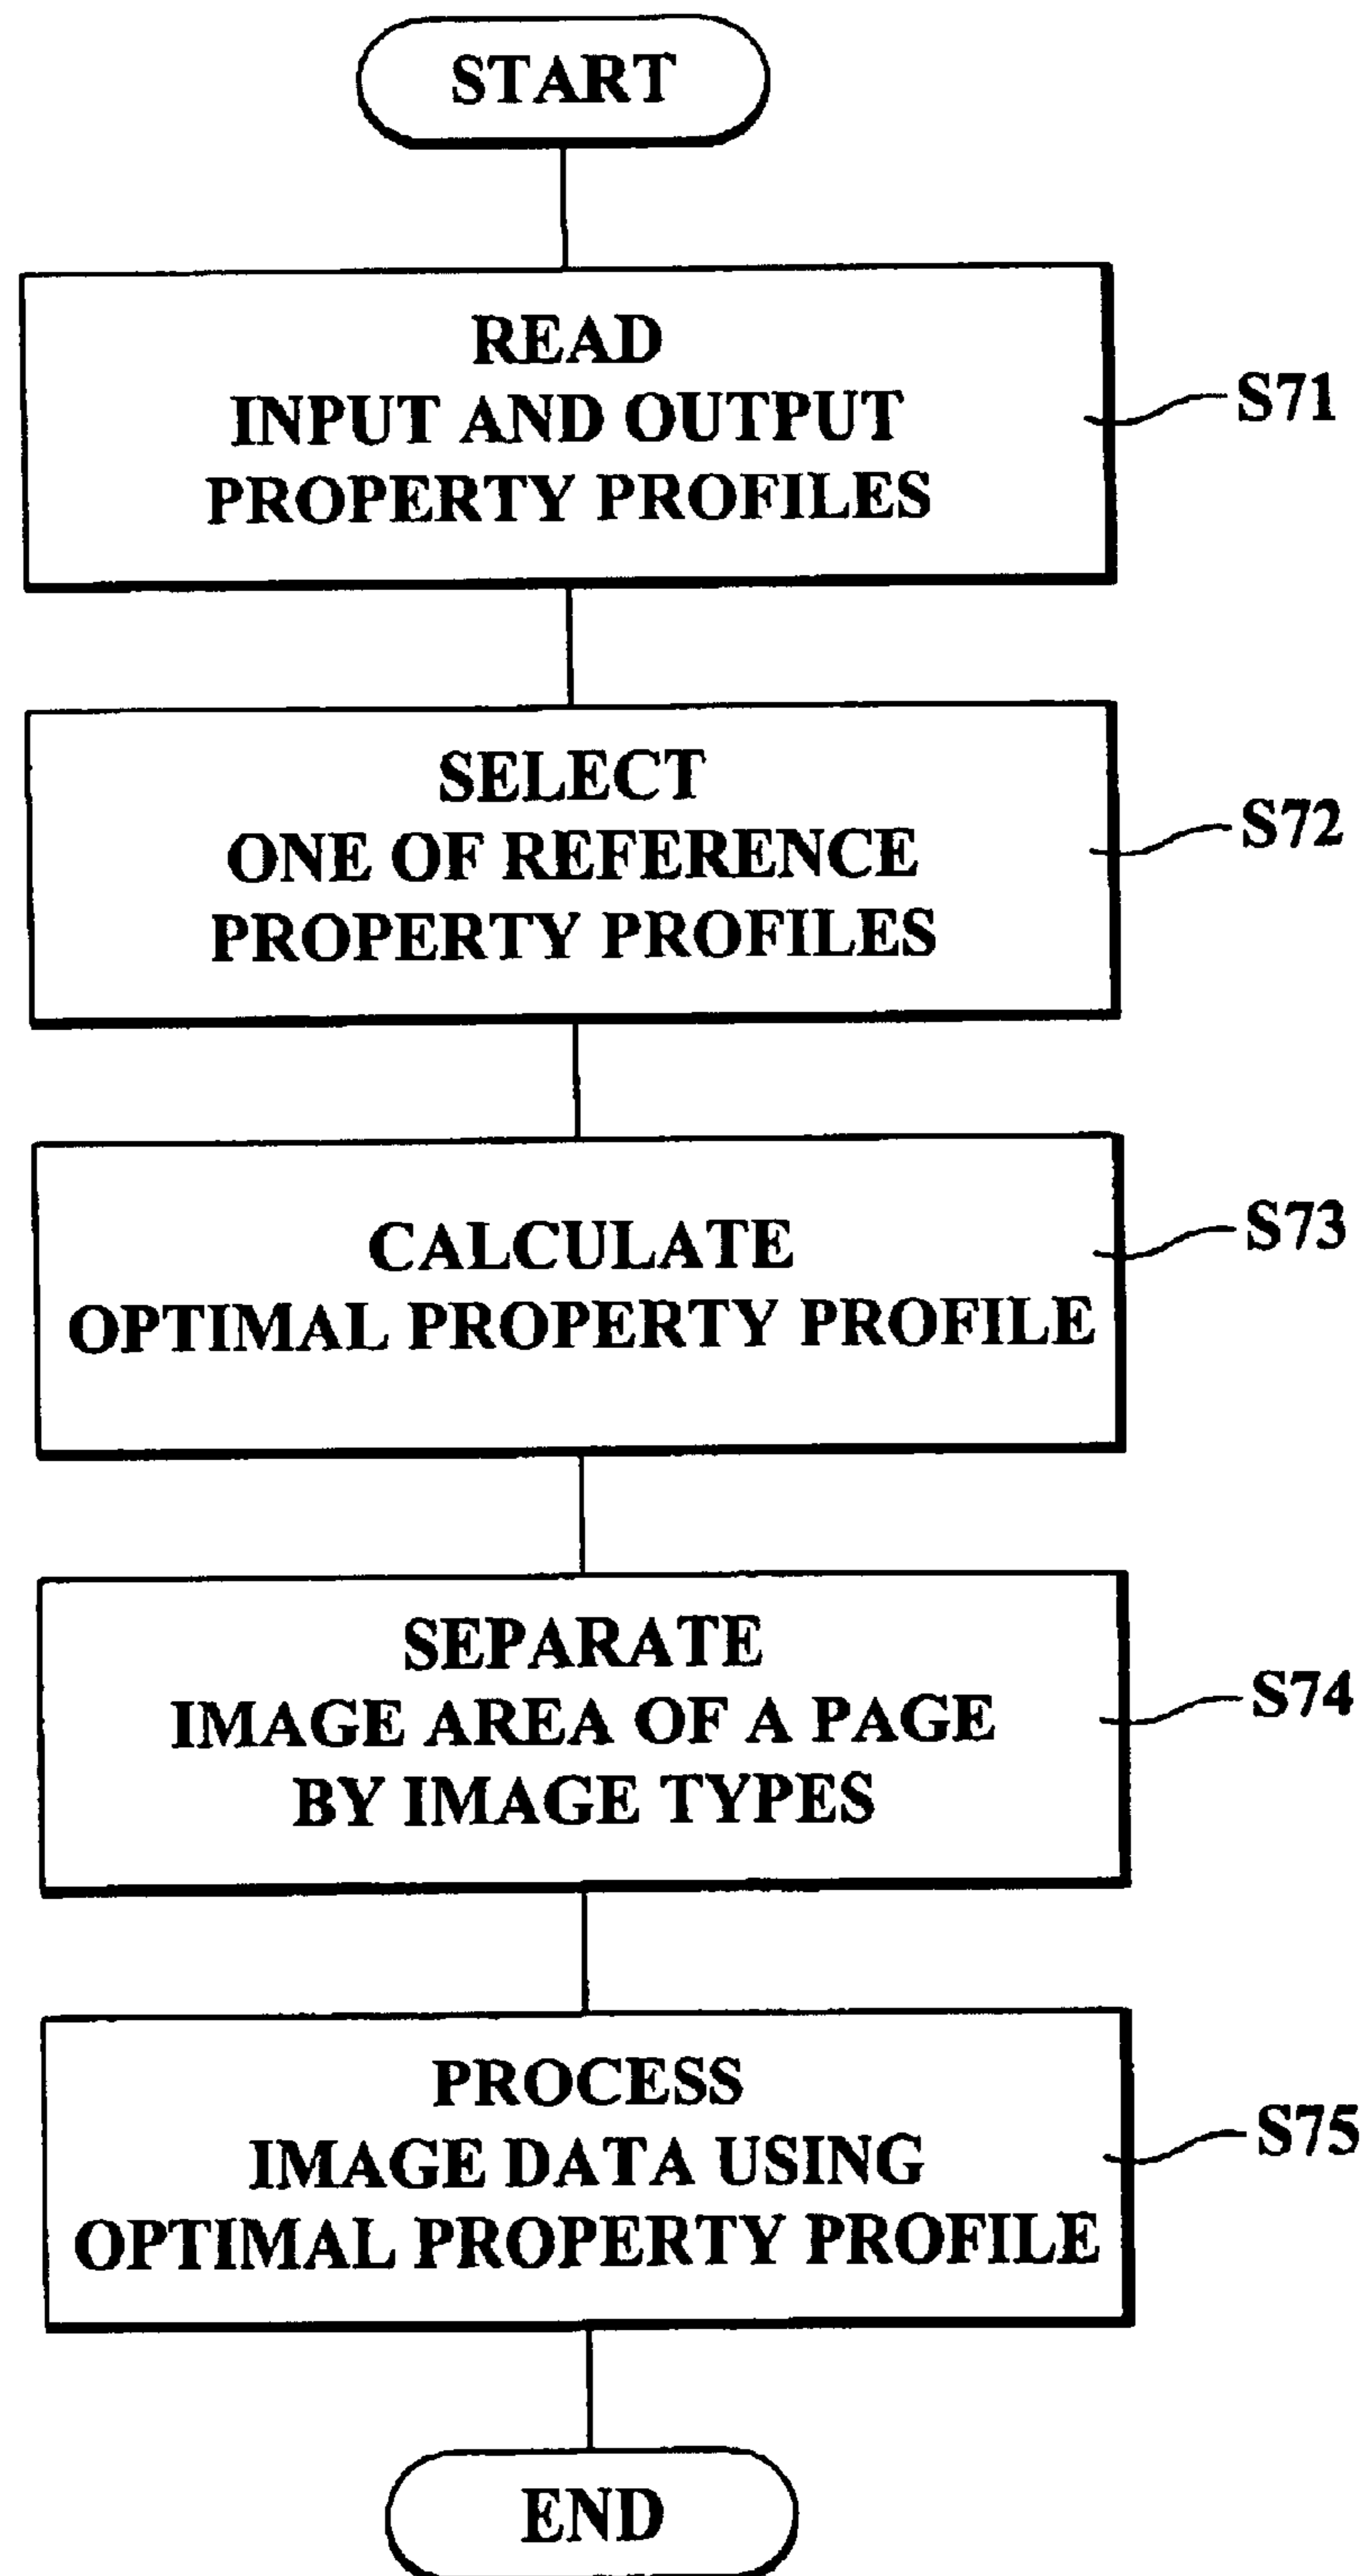 START
READ
INPUT AND OUTPUT
PROPERTY PROFILES
S71
SELECT
ONE OF REFERENCE
PROPERTY PROFILES
S72
CALCULATE
OPTIMAL PROPERTY PROFILE
S73
SEPARATE
IMAGE AREA OF A PAGE
BY IMAGE TYPES
S74
PROCESS
IMAGE DATA USING
OPTIMAL PROPERTY PROFILE
S75
END